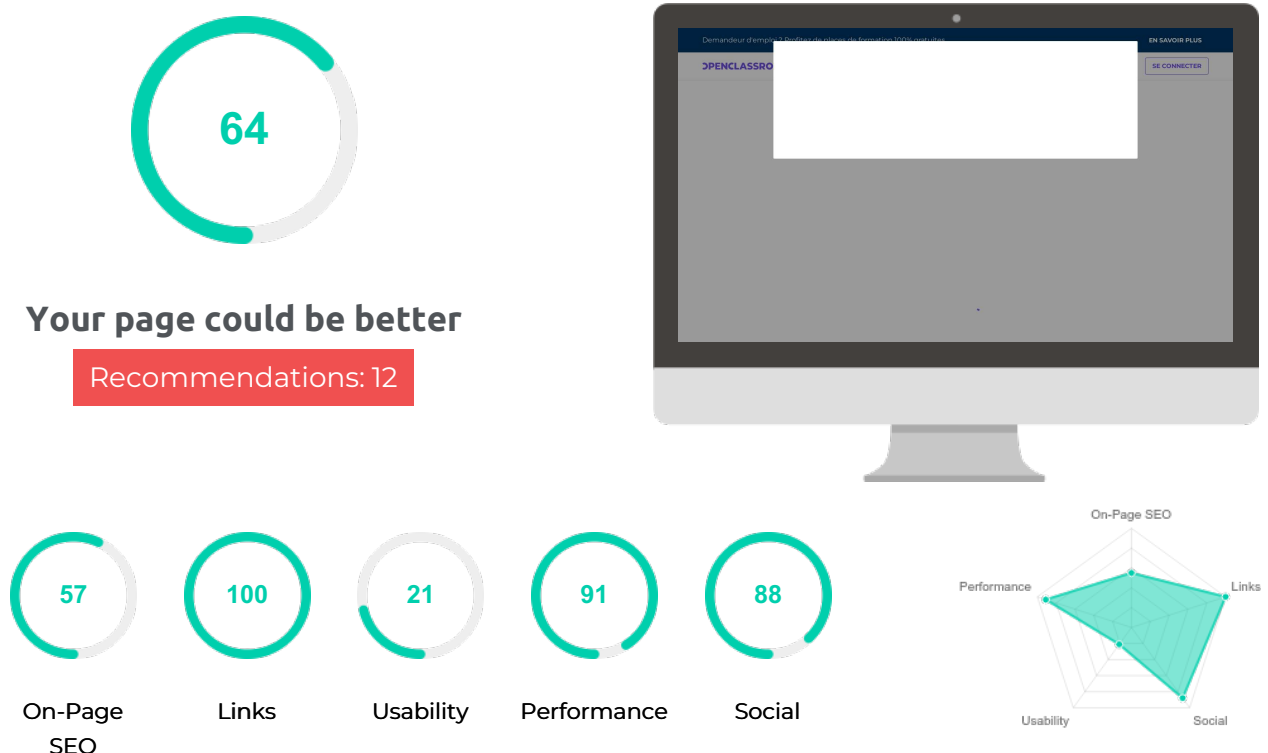 64
Your page could be better
Recommendations: 12
Demandeur d'emploi ? Profitez de places de formation 100% gratuites
EN SAVOIR PLUS
OPENCLASSRO
SE CONNECTER
57
100
21
91
88
On-Page
SEO
Links
Usability
Performance
Social
On-Page SEO
Performance
Links
Usability
Social